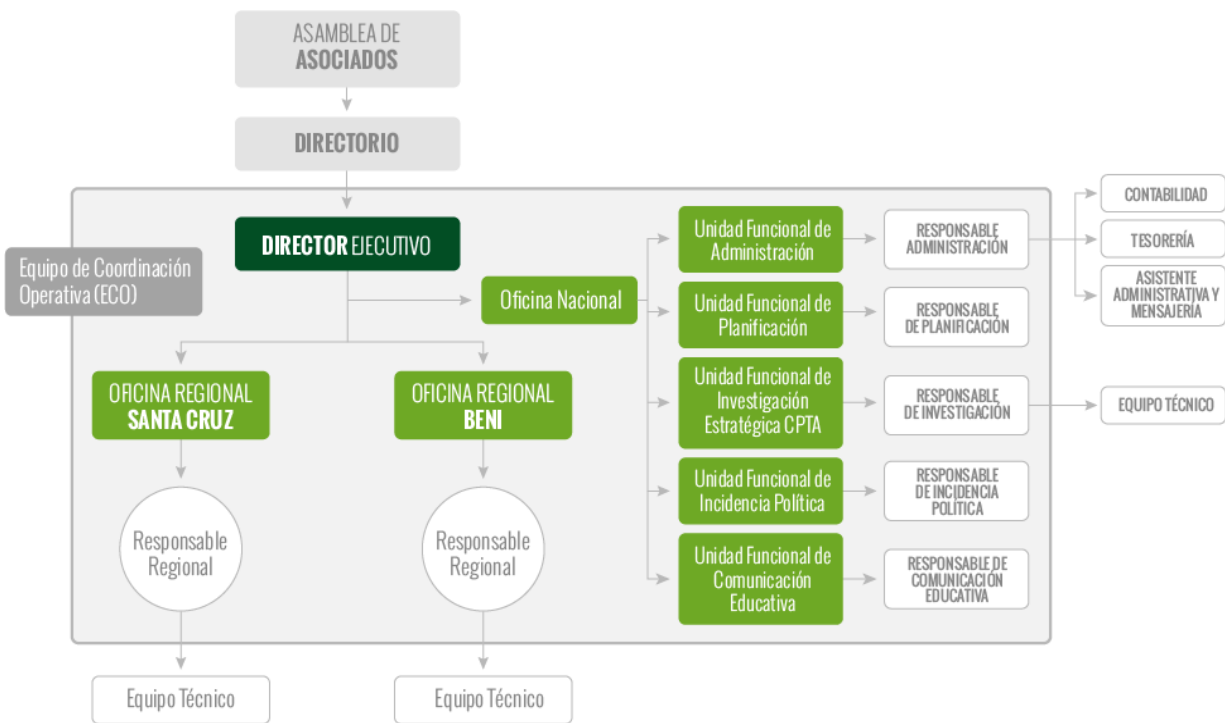 ASAMBLEA DE
ASOCIADOS
DIRECTORIO
DIRECTOR EJECUTIVO
Equipo de Coordinación
Operativa (ECO)
Oficina Nacional
OFICINA REGIONAL
SANTA CRUZ
OFICINA REGIONAL
BENI
Responsable
Regional
Responsable
Regional
Equipo Técnico
Equipo Técnico
Unidad Funcional de
Administración
RESPONSABLE
ADMINISTRACIÓN
CONTABILIDAD
TESORERÍA
ASISTENTE
ADMINISTRATIVA Y
MENSAJERÍA
Unidad Funcional de
Planificación
RESPONSABLE
DE PLANIFICACIÓN
Unidad Funcional de
Investigación
Estratégica CPTA
RESPONSABLE
DE INVESTIGACIÓN
EQUIPO TÉCNICO
Unidad Funcional de
Incidencia Política
RESPONSABLE
DE INCIDENCIA
POLÍTICA
Unidad Funcional de
Comunicación
Educativa
RESPONSABLE DE
COMUNICACIÓN
EDUCATIVA